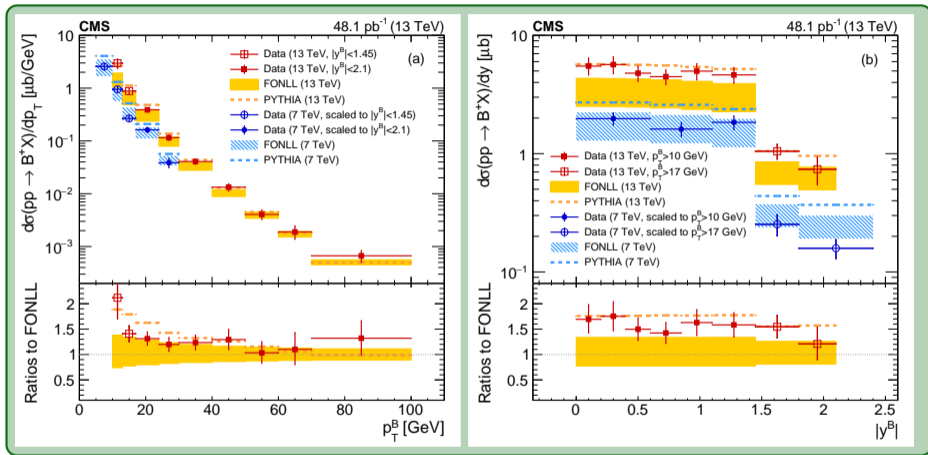 CMS 48.1 pb⁻¹ (13 TeV)
(a)
dσ(pp → B⁺X)/dp_T [μb/GeV]
10
1
10⁻¹
10⁻²
10⁻³
Data (13 TeV, |y^B|<1.45)
Data (13 TeV, |y^B|<2.1)
FONLL (13 TeV)
PYTHIA (13 TeV)
Data (7 TeV, scaled to |y^B|<1.45)
Data (7 TeV, scaled to |y^B|<2.1)
FONLL (7 TeV)
PYTHIA (7 TeV)
Ratios to FONLL
2
1.5
1
0.5
0 20 40 60 80 100
p_T^B [GeV]
CMS 48.1 pb⁻¹ (13 TeV)
(b)
dσ(pp → B⁺X)/dy [μb]
10
1
10⁻¹
Data (13 TeV, p_T^B>10 GeV)
Data (13 TeV, p_T^B>17 GeV)
FONLL (13 TeV)
PYTHIA (13 TeV)
Data (7 TeV, scaled to p_T^B>10 GeV)
Data (7 TeV, scaled to p_T^B>17 GeV)
FONLL (7 TeV)
PYTHIA (7 TeV)
Ratios to FONLL
2
1.5
1
0.5
0 0.5 1 1.5 2 2.5
|y^B|